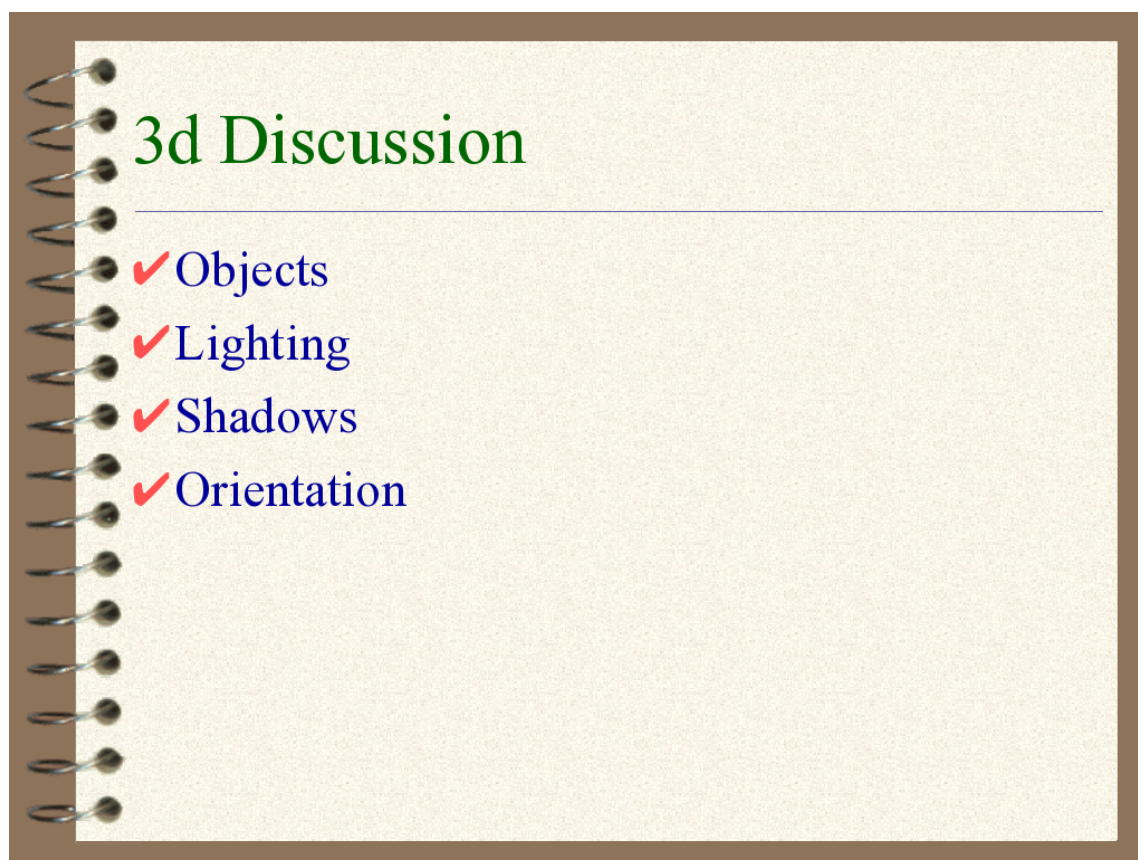 3d Discussion
✔Objects
✔Lighting
✔Shadows
✔Orientation